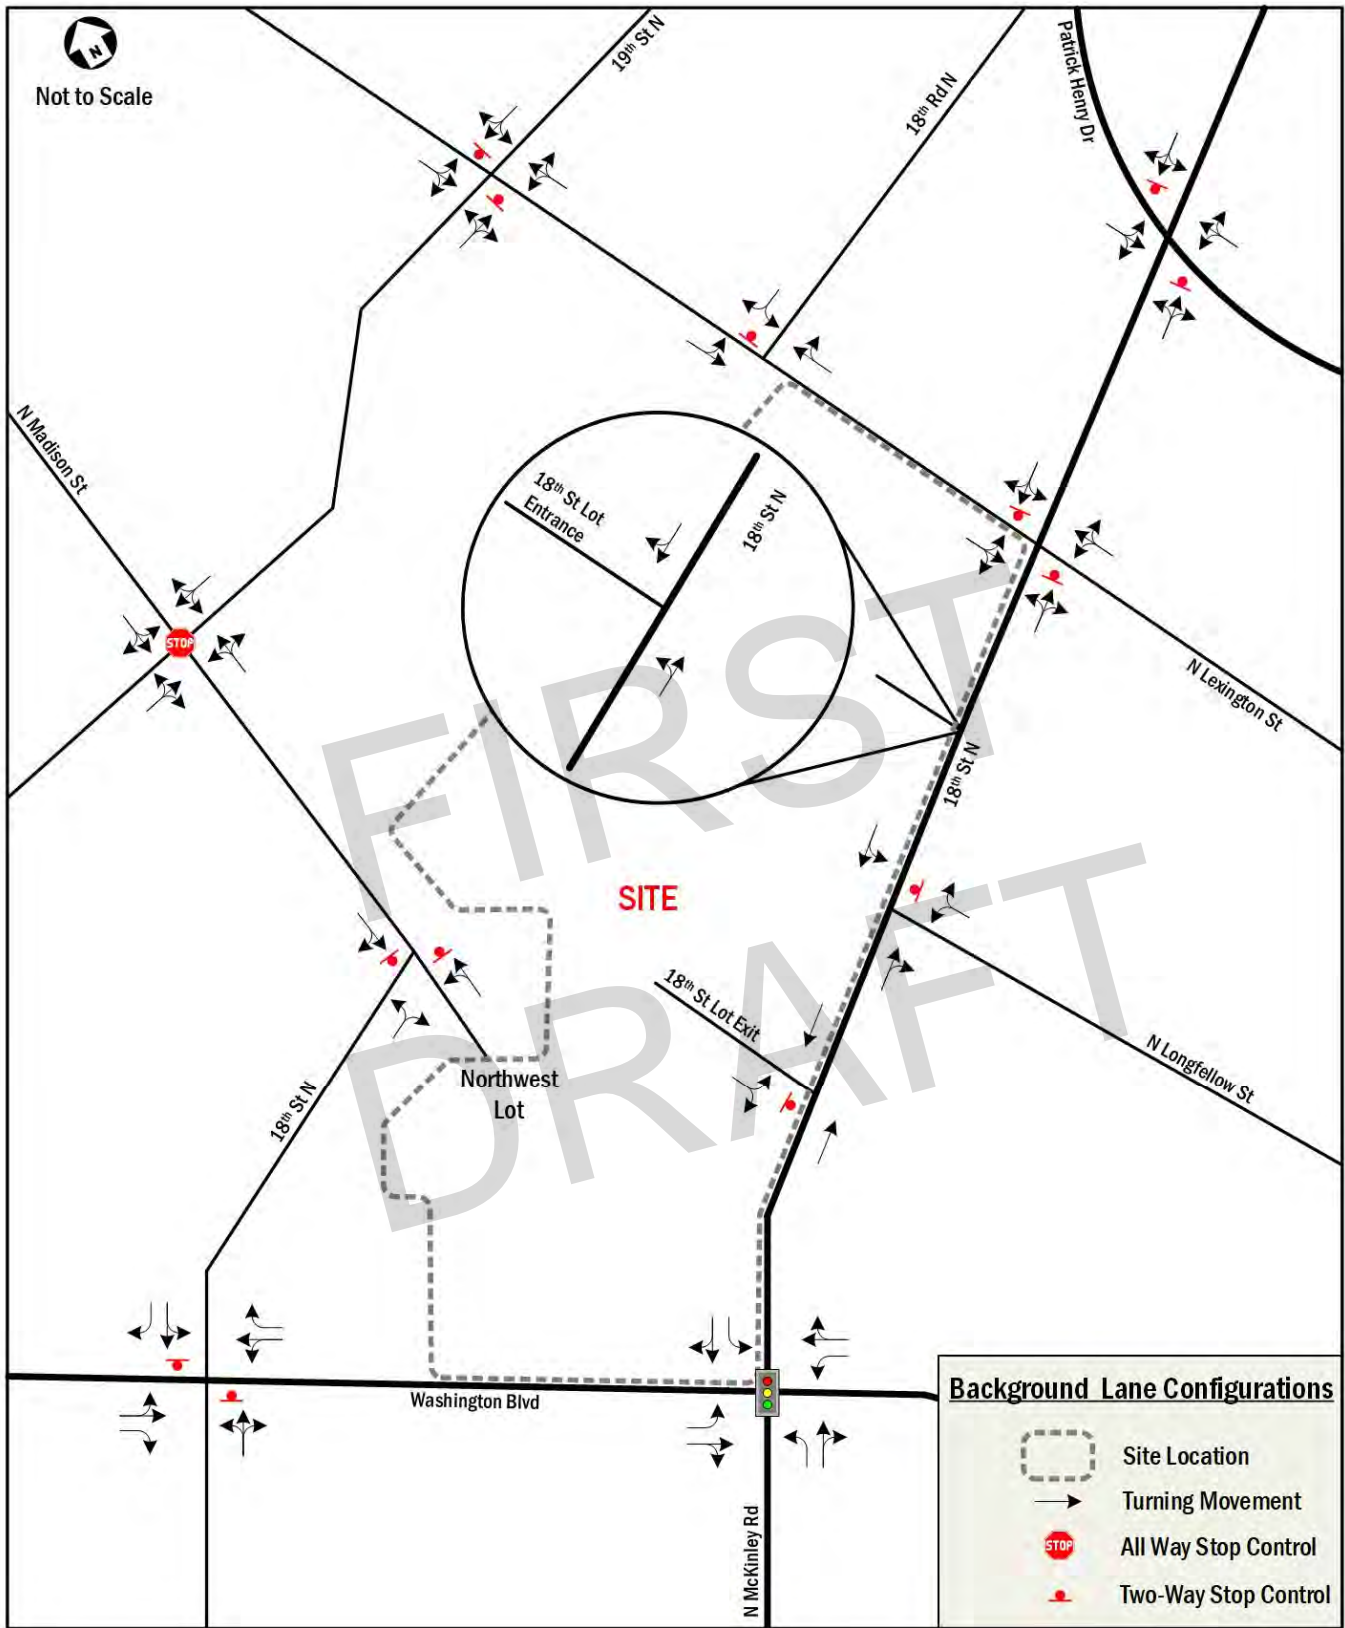 N
Not to Scale
19th St N
18th Rd N
Patrick Henry Dr
N Madison St
18th St Lot
Entrance
18th St N
STOP
N Lexington St
18th St N
FIRST
DRAFT
SITE
18th St Lot Exit
N Longfellow St
Northwest
Lot
18th St N
Washington Blvd
N McKinley Rd
Background Lane Configurations
Site Location
Turning Movement
STOP
All Way Stop Control
Two-Way Stop Control